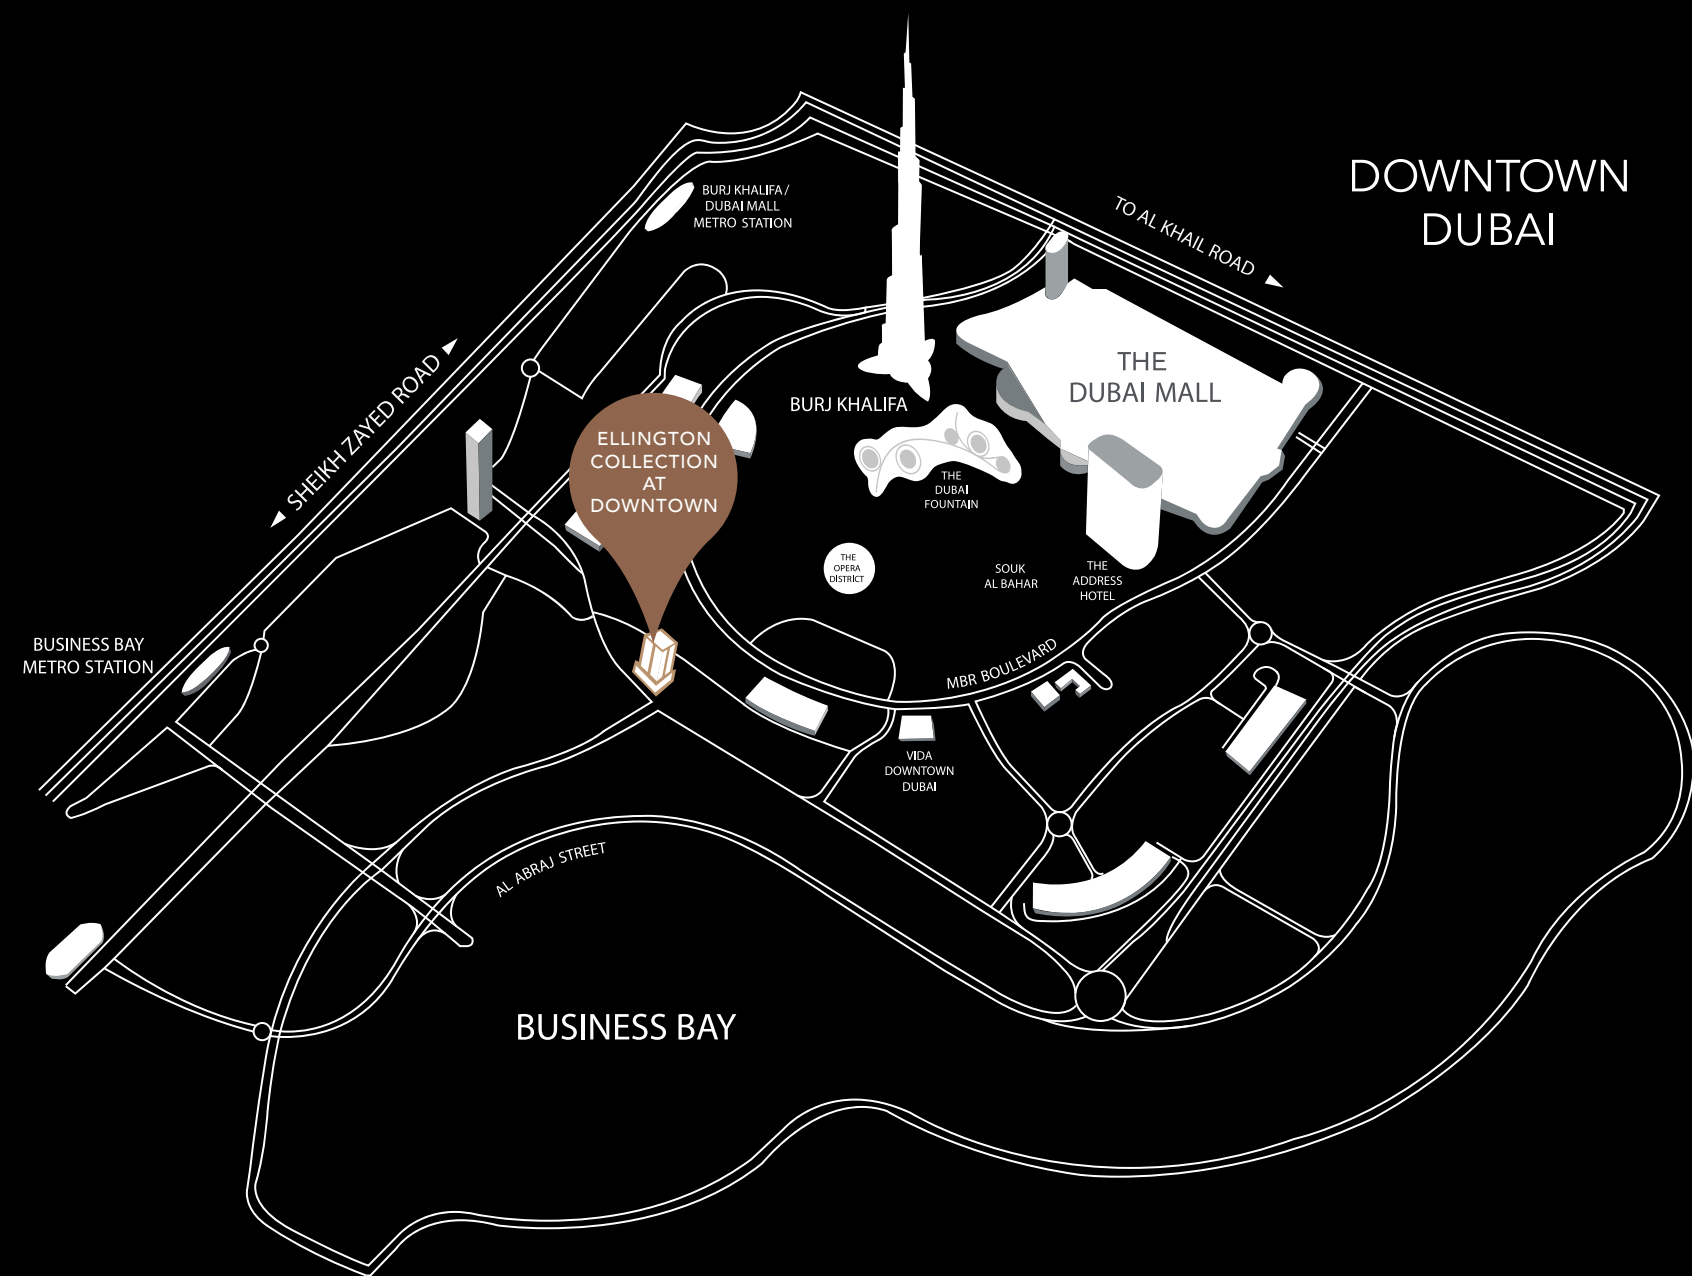 DOWNTOWN
DUBAI
BURJ KHALIFA /
DUBAI MALL
METRO STATION
TO AL KHAIL ROAD
SHEIKH ZAYED ROAD
THE
DUBAI MALL
BURJ KHALIFA
ELLINGTON
COLLECTION
AT
DOWNTOWN
THE
DUBAI
FOUNTAIN
THE
OPERA
DISTRICT
SOUK
AL BAHAR
THE
ADDRESS
HOTEL
BUSINESS BAY
METRO STATION
MBR BOULEVARD
VIDA
DOWNTOWN
DUBAI
AL ABRAJ STREET
BUSINESS BAY